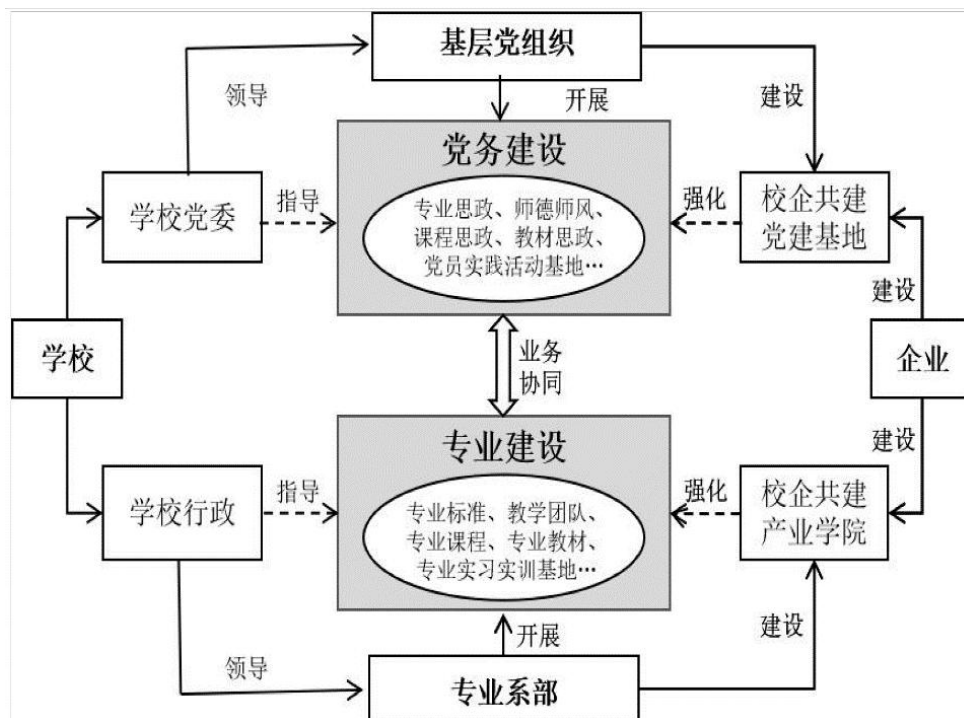 基层党组织
领导
开展
建设
党务建设
专业思政、师德师风、
课程思政、教材思政、
党员实践活动基地…
学校党委
指导
强化
校企共建
党建基地
建设
学校
业务
协同
企业
专业建设
专业标准、教学团队、
专业课程、专业教材、
专业实习实训基地…
建设
学校行政
指导
强化
校企共建
产业学院
开展
建设
领导
专业系部